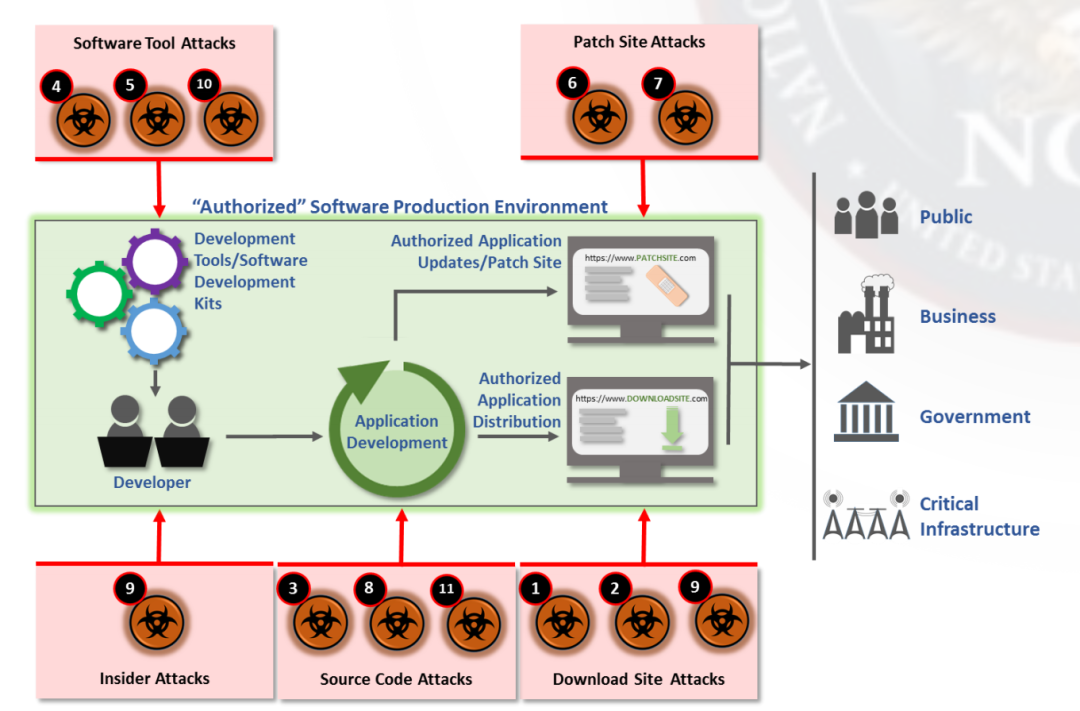 Software Tool Attacks
4
5
10
Patch Site Attacks
6
7
“Authorized” Software Production Environment
Development
Tools/Software
Development
Kits
Authorized Application
Updates/Patch Site
https://www.PATCHSITE.com
Developer
Application
Development
Authorized
Application
Distribution
https://www.DOWNLOADSITE.com
Public
Business
Government
Critical
Infrastructure
9
Insider Attacks
3
8
11
Source Code Attacks
1
2
9
Download Site Attacks